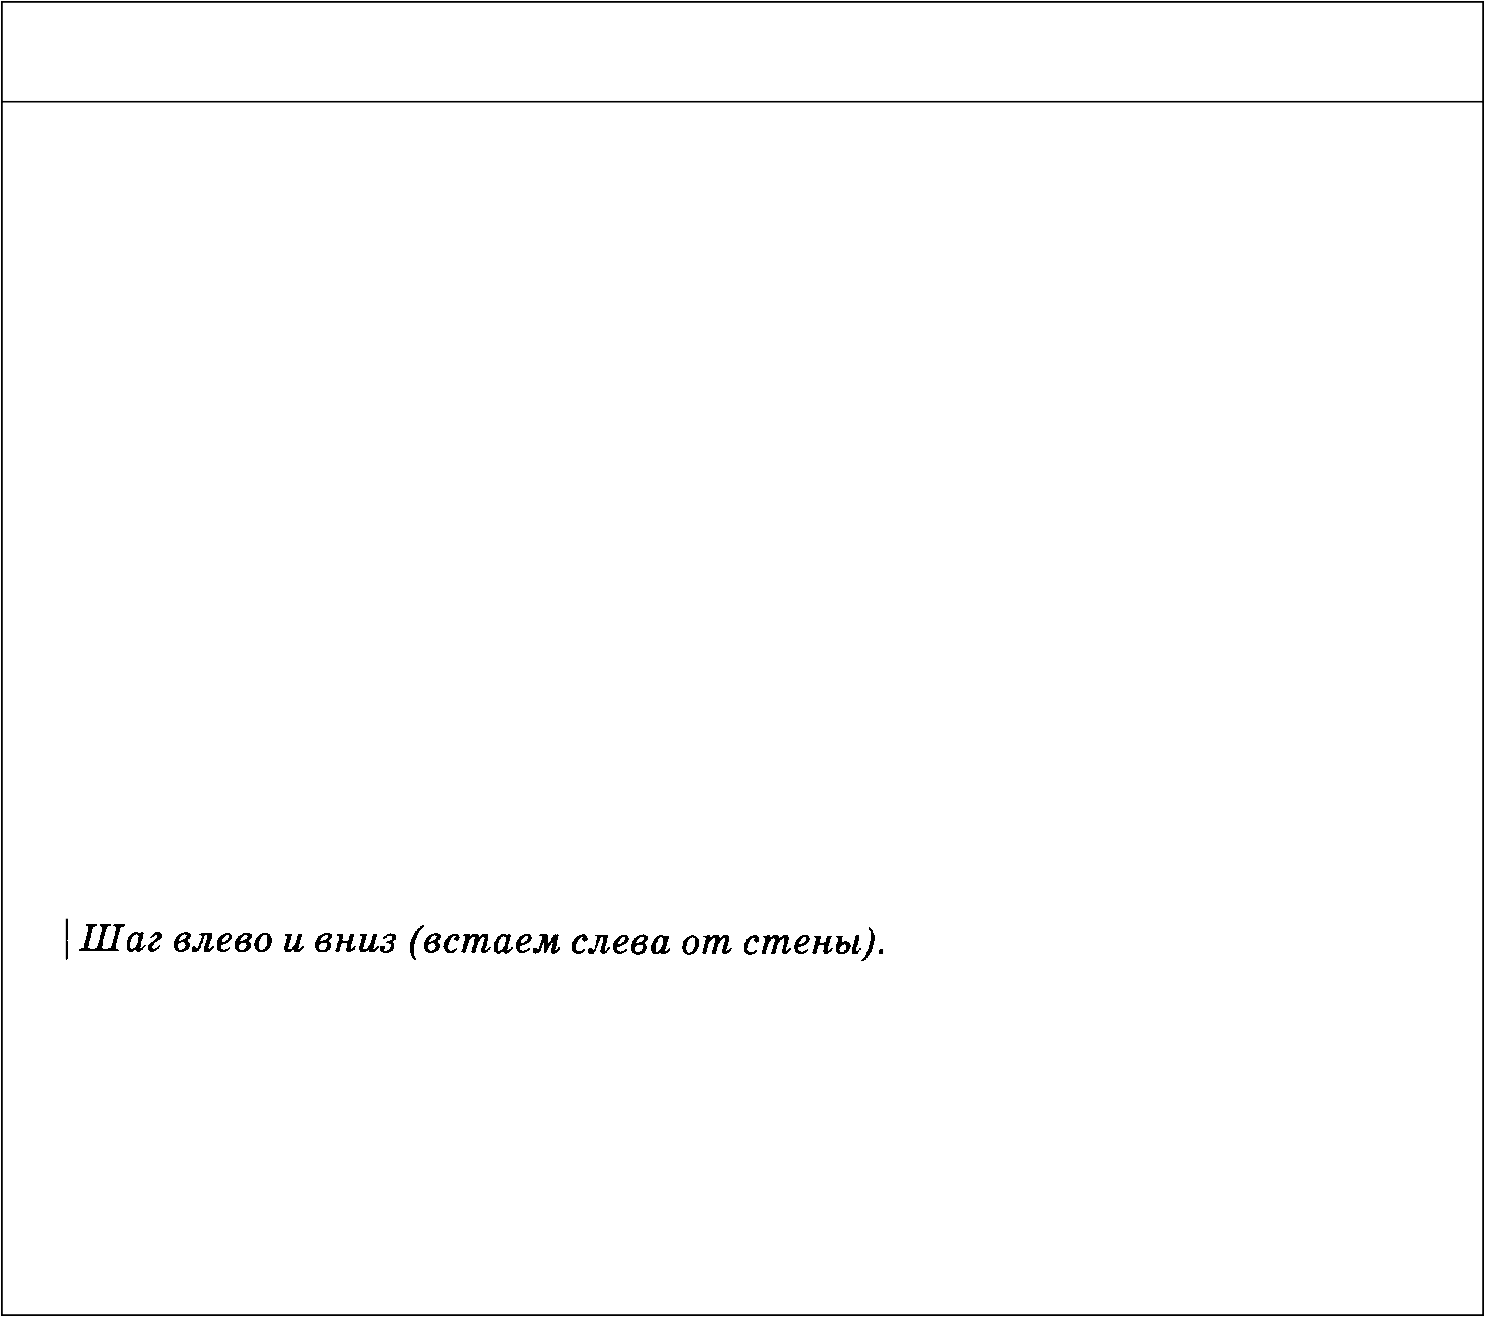 | Шаг влево и вниз (встаем слева от стены).